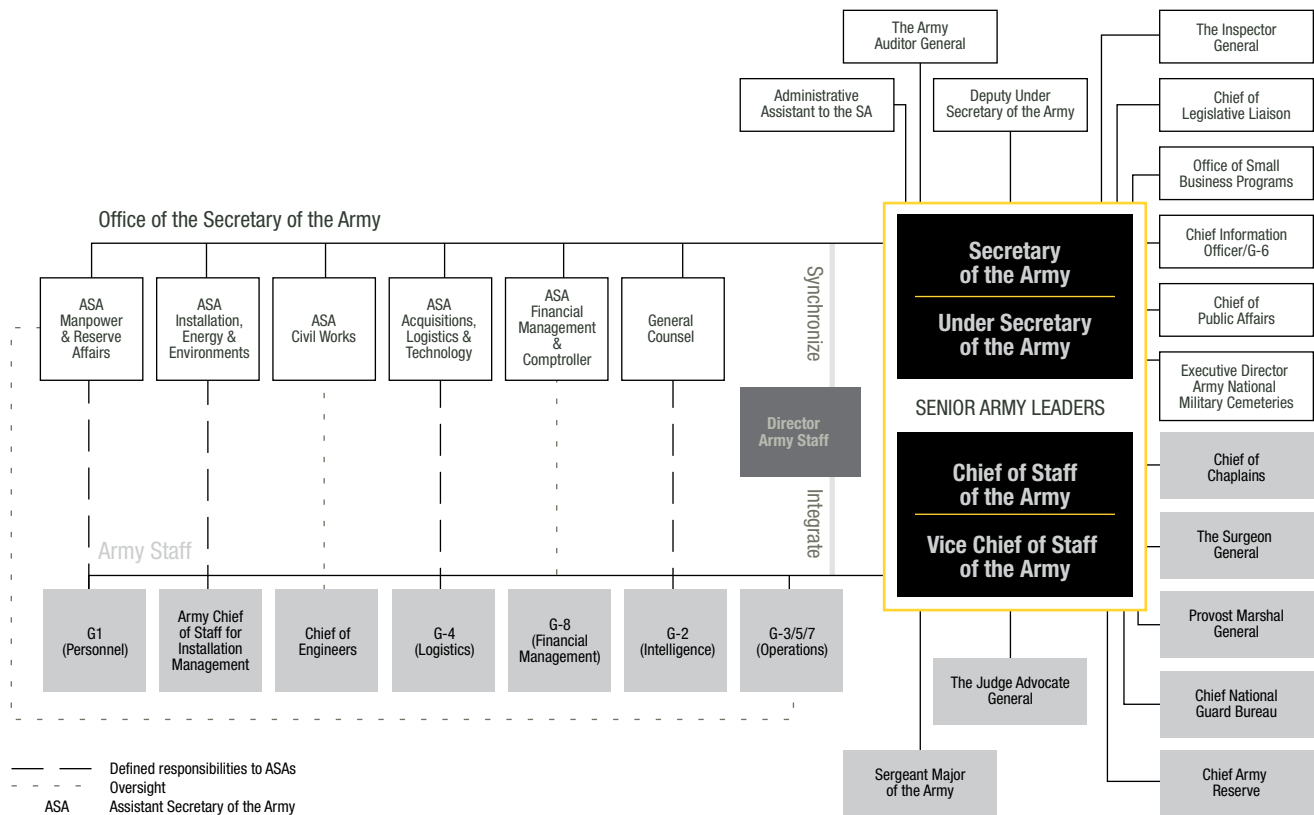 The Army
Auditor General
The Inspector
General
Administrative
Assistant to the SA
Deputy Under
Secretary of the Army
Chief of
Legislative Liaison
Office of Small
Business Programs
Office of the Secretary of the Army
Chief Information
Officer/G-6
Secretary
of the Army
Under Secretary
of the Army
SENIOR ARMY LEADERS
Chief of Staff
of the Army
Vice Chief of Staff
of the Army
ASA
Manpower
& Reserve
Affairs
ASA
Installation,
Energy &
Environments
ASA
Civil Works
ASA
Acquisitions,
Logistics &
Technology
ASA
Financial
Management
&
Comptroller
General
Counsel
Synchronize
Director
Army Staff
Integrate
Chief of
Public Affairs
Executive Director
Army National
Military Cemeteries
Chief of
Chaplains
The Surgeon
General
Provost Marshal
General
Chief National
Guard Bureau
Chief Army
Reserve
Army Staff
G1
(Personnel)
Army Chief
of Staff for
Installation
Management
Chief of
Engineers
G-4
(Logistics)
G-8
(Financial
Management)
G-2
(Intelligence)
G-3/5/7
(Operations)
The Judge Advocate
General
Sergeant Major
of the Army
Defined responsibilities to ASAs
Oversight
ASA Assistant Secretary of the Army